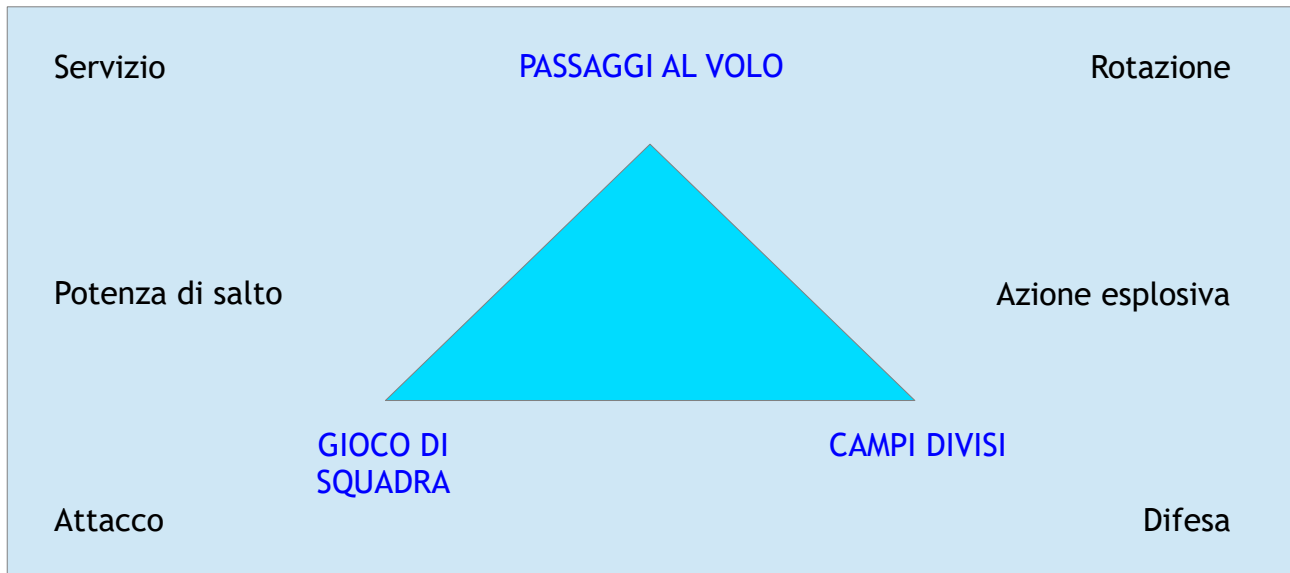 Servizio
PASSAGGI AL VOLO
Rotazione
Potenza di salto
Azione esplosiva
GIOCO DI
SQUADRA
CAMPI DIVISI
Attacco
Difesa